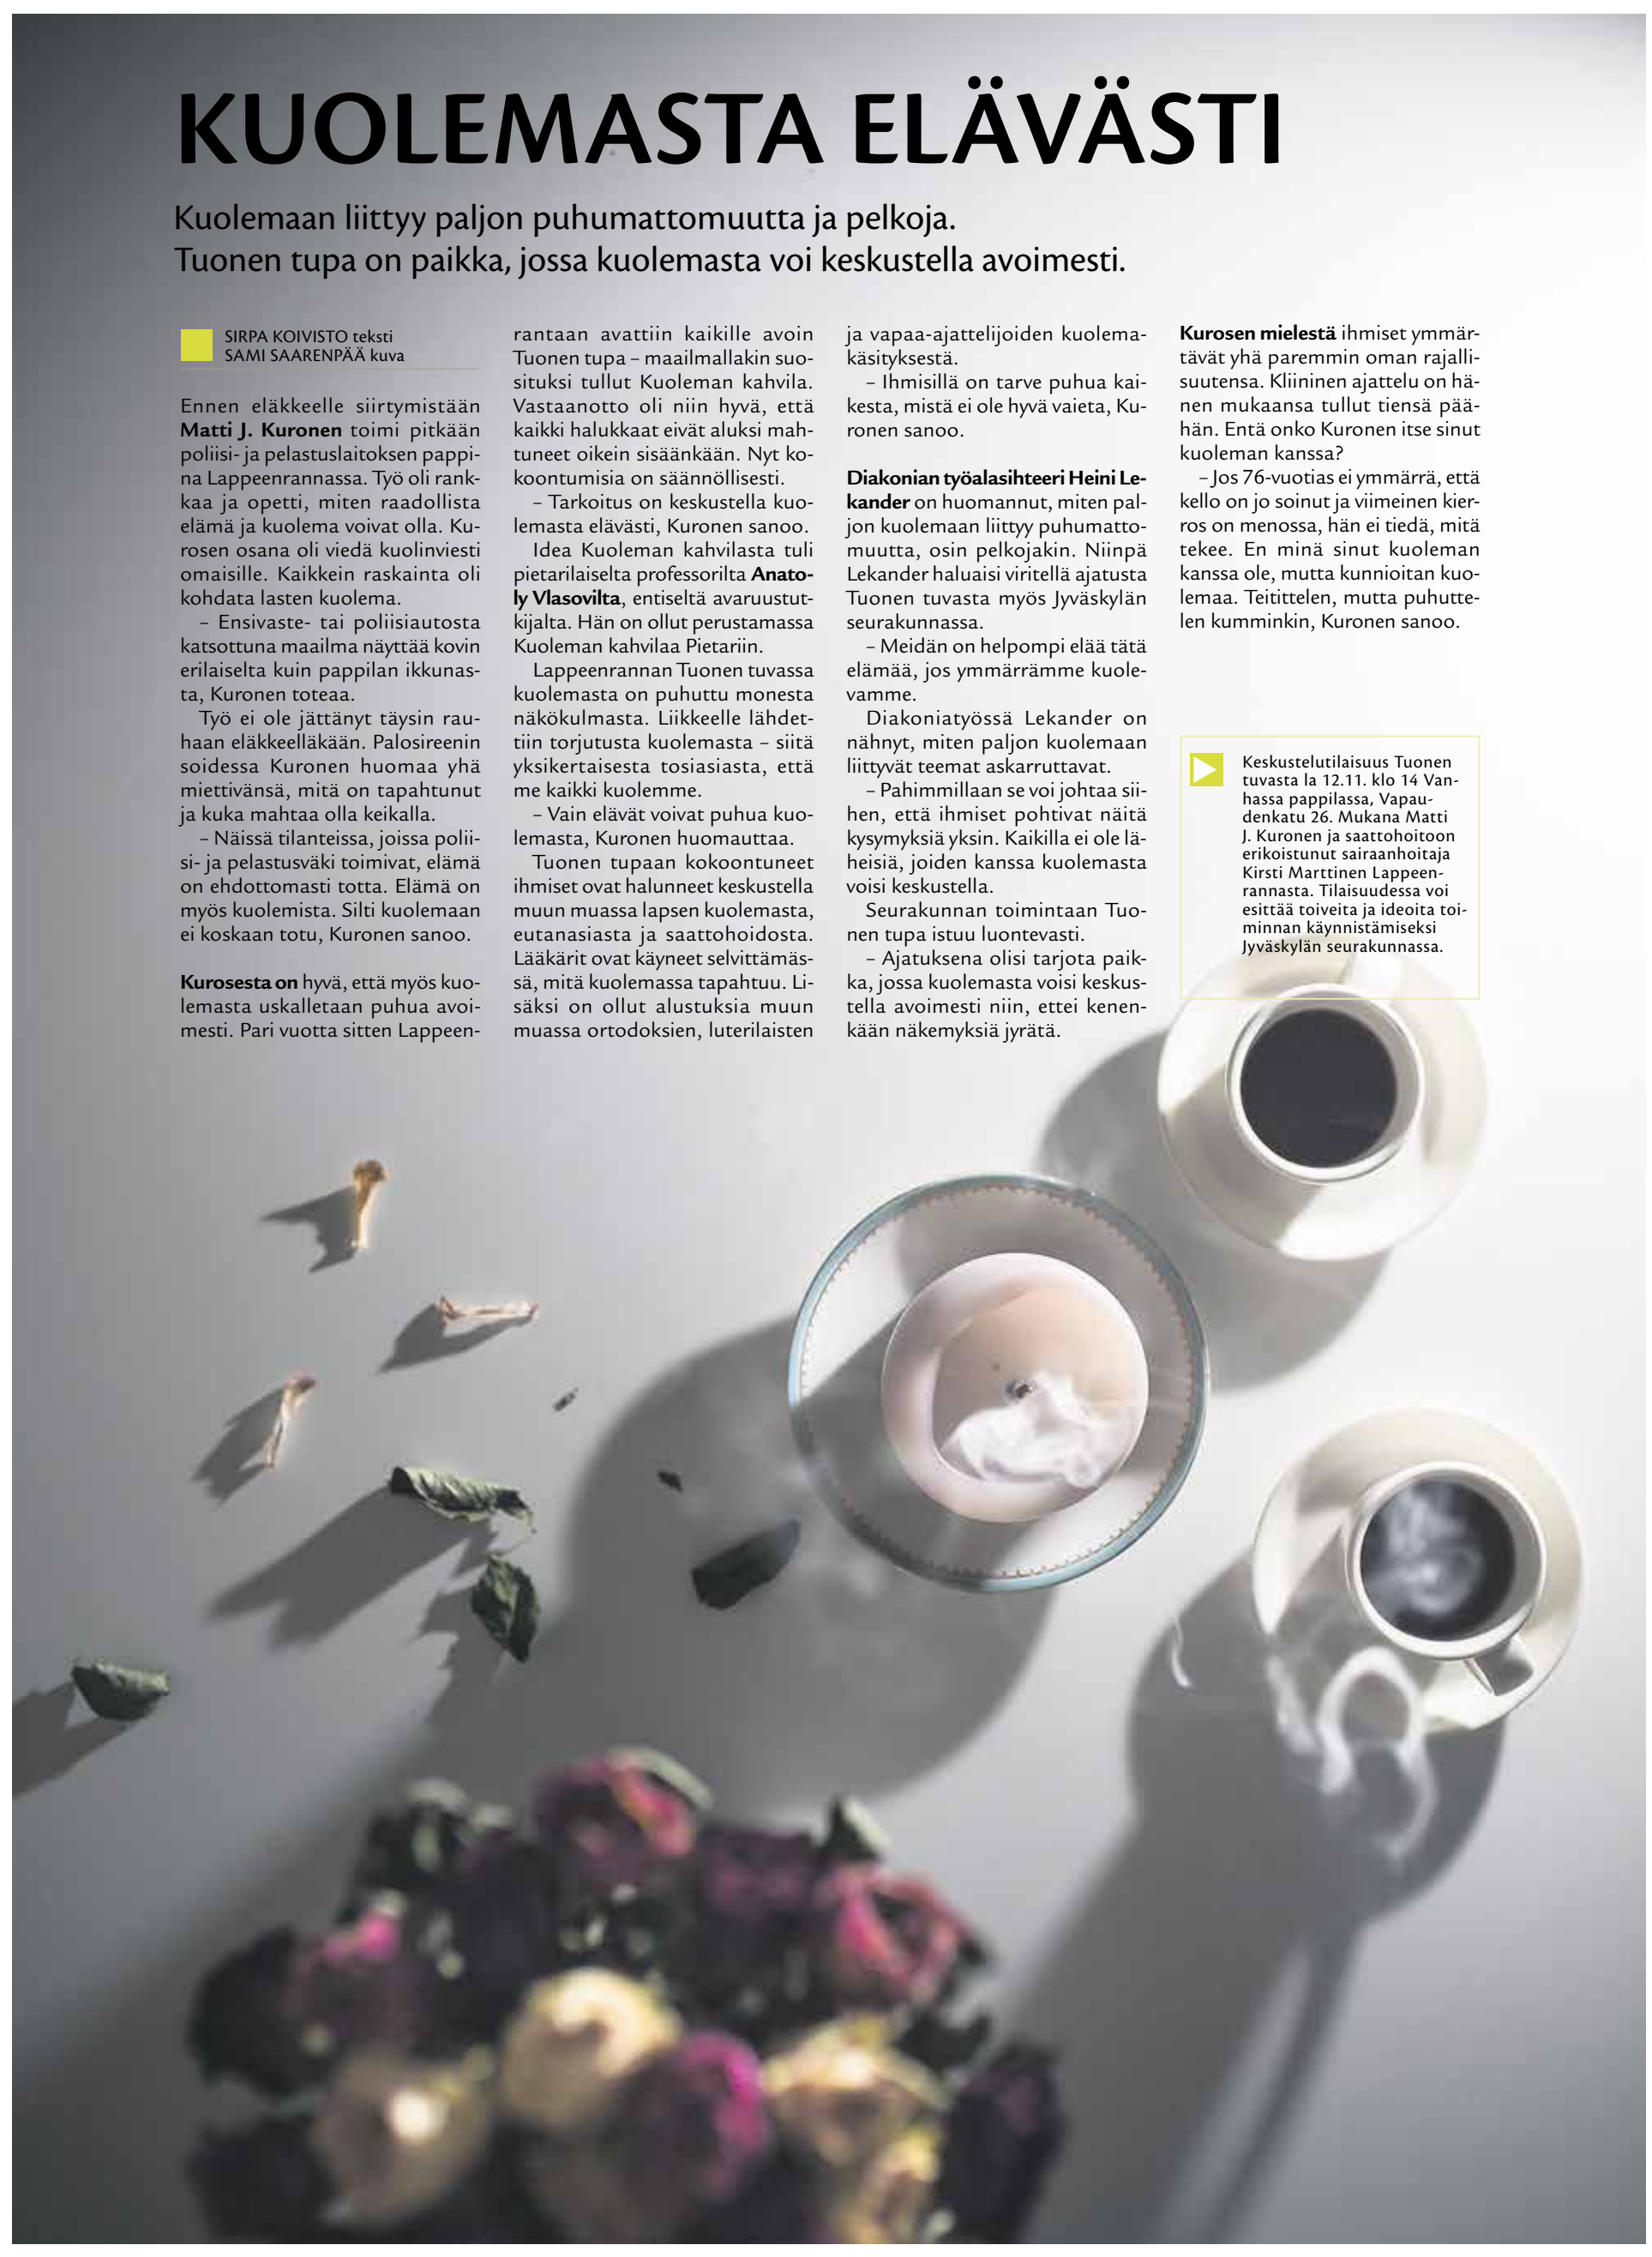 KUOLEMASTA ELÄVÄSTI
Kuolemaan liittyy paljon puhumattomuutta ja pelkoja.
Tuonen tupa on paikka, jossa kuolemasta voi keskustella avoimesti.
SIRPA KOIVISTO teksti
SAMI SAARENPÄÄ kuva
Ennen eläkkeelle siirtymistään
Matti J. Kuronen toimi pitkään
poliisi- ja pelastuslaitoksen pappi-
na Lappeenrannassa. Työ oli rank-
kaa ja opetti, miten raadollista
elämä ja kuolema voivat olla. Ku-
rosen osana oli viedä kuolinviesti
omaisille. Kaikkein raskainta oli
kohdata lasten kuolema.
– Ensivaste- tai poliisiautosta
katsottuna maailma näyttää kovin
erilaiselta kuin pappilan ikkunas-
ta, Kuronen toteaa.
Työ ei ole jättänyt täysin rau-
haan eläkkeelläkään. Palosireenin
soidessa Kuronen huomaa yhä
miettivänsä, mitä on tapahtunut
ja kuka mahtaa olla keikalla.
– Näissä tilanteissa, joissa polii-
si- ja pelastusväki toimivat, elämä
on ehdottomasti totta. Elämä on
myös kuolemista. Silti kuolemaan
ei koskaan totu, Kuronen sanoo.
Kurosesta on hyvä, että myös kuo-
lemasta uskalletaan puhua avoi-
mesti. Pari vuotta sitten Lappeen-
rantaan avattiin kaikille avoin
Tuonen tupa – maailmallakin suo-
situksi tullut Kuoleman kahvila.
Vastaanotto oli niin hyvä, että
kaikki halukkaat eivät aluksi mah-
tuneet oikein sisäänkään. Nyt ko-
koontumisia on säännöllisesti.
– Tarkoitus on keskustella kuo-
lemasta elävästi, Kuronen sanoo.
Idea Kuoleman kahvilasta tuli
pietarilaiselta professorilta Anato-
ly Vlasovilta, entiseltä avaruustut-
kijalta. Hän on ollut perustamassa
Kuoleman kahvilaa Pietariin.
Lappeenrannan Tuonen tuvassa
kuolemasta on puhuttu monesta
näkökulmasta. Liikkeelle lähdet-
tiin torjutusta kuolemasta – siitä
yksikertaisesta tosiasiasta, että
me kaikki kuolemme.
– Vain elävät voivat puhua kuo-
lemasta, Kuronen huomauttaa.
Tuonen tupaan kokoontuneet
ihmiset ovat halunneet keskustella
muun muassa lapsen kuolemasta,
eutanasiasta ja saattohoidosta.
Lääkärit ovat käyneet selvittämäs-
sä, mitä kuolemassa tapahtuu. Li-
säksi on ollut alustuksia muun
muassa ortodoksien, luterilaisten
ja vapaa-ajattelijoiden kuolema-
käsityksestä.
– Ihmisillä on tarve puhua kai-
kesta, mistä ei ole hyvä vaieta, Ku-
ronen sanoo.
Diakonian työalasihteeri Heini Le-
kander on huomannut, miten pal-
jon kuolemaan liittyy puhumatto-
muutta, osin pelkojakin. Niinpä
Lekander haluaisi viritellä ajatusta
Tuonen tuvasta myös Jyväskylän
seurakunnassa.
– Meidän on helpompi elää tätä
elämää, jos ymmärrämme kuole-
vamme.
Diakoniatyössä Lekander on
nähnyt, miten paljon kuolemaan
liittyvät teemat askarruttavat.
– Pahimmillaan se voi johtaa sii-
hen, että ihmiset pohtivat näitä
kysymyksiä yksin. Kaikilla ei ole lä-
heisiä, joiden kanssa kuolemasta
voisi keskustella.
Seurakunnan toimintaan Tuo-
nen tupa istuu luontevasti.
– Ajatuksena olisi tarjota paik-
ka, jossa kuolemasta voisi keskus-
tella avoimesti niin, ettei kenen-
kään näkemyksiä jyrätä.
Kurosen mielestä ihmiset ymmär-
tävät yhä paremmin oman rajalli-
suutensa. Kliininen ajattelu on hä-
nen mukaansa tullut tiensä pää-
hän. Entä onko Kuronen itse sinut
kuoleman kanssa?
– Jos 76-vuotias ei ymmärrä, että
kello on jo soinut ja viimeinen kier-
ros on menossa, hän ei tiedä, mitä
tekee. En minä sinut kuoleman
kanssa ole, mutta kunnioitan kuo-
lemaa. Teitittelen, mutta puhutte-
len kumminkin, Kuronen sanoo.
Keskustelutilaisuus Tuonen
tuvasta la 12.11. klo 14 Van-
hassa pappilassa, Vapau-
denkatu 26. Mukana Matti
J. Kuronen ja saattohoitoon
erikoistunut sairaanhoitaja
Kirsti Marttinen Lappeen-
rannasta. Tilaisuudessa voi
esittää toiveita ja ideoita toi-
minnan käynnistämiseksi
Jyväskylän seurakunnassa.